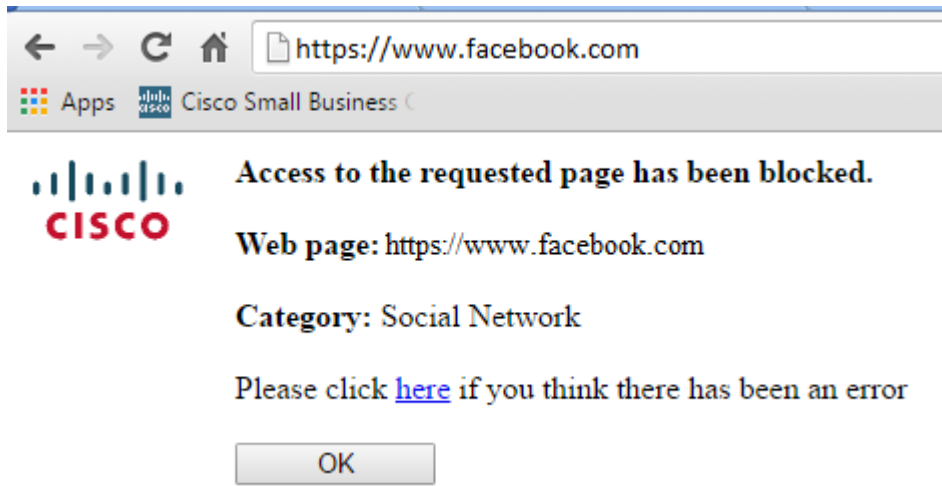 https://www.facebook.com
Apps
Cisco Small Business
CISCO
Access to the requested page has been blocked.
Web page: https://www.facebook.com
Category: Social Network
Please click here if you think there has been an error
OK